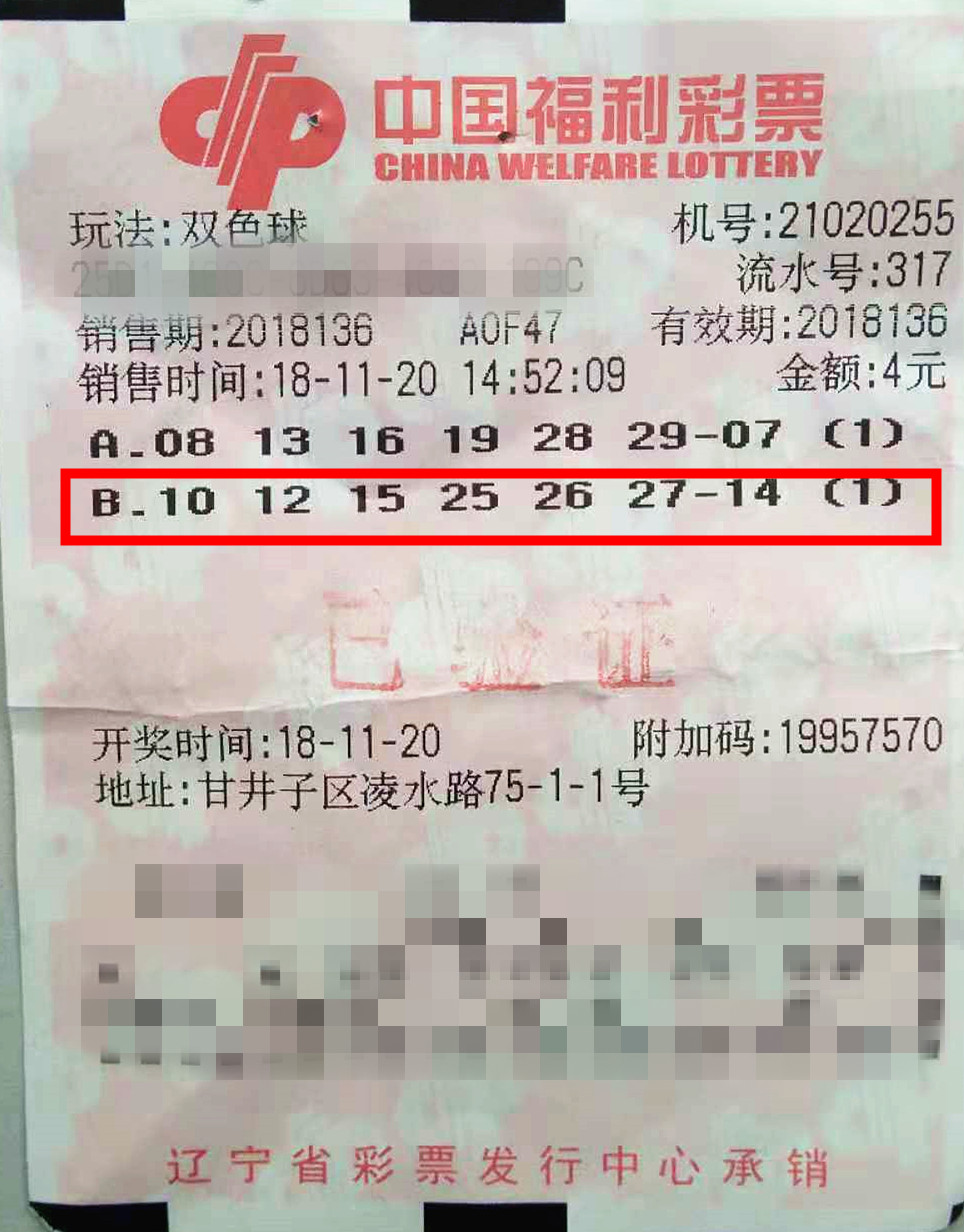 中国福利彩票
CHINA WELFARE LOTTERY
玩法:双色球 机号:21020255
流水号:317
销售期:2018136 A0F47 有效期:2018136
销售时间:18-11-20 14:52:09 金额:4元
A.08 13 16 19 28 29-07 (1)
B.10 12 15 25 26 27-14 (1)
已验证
开奖时间:18-11-20 附加码:19957570
地址:甘井子区凌水路75-1-1号
辽宁省彩票发行中心承销